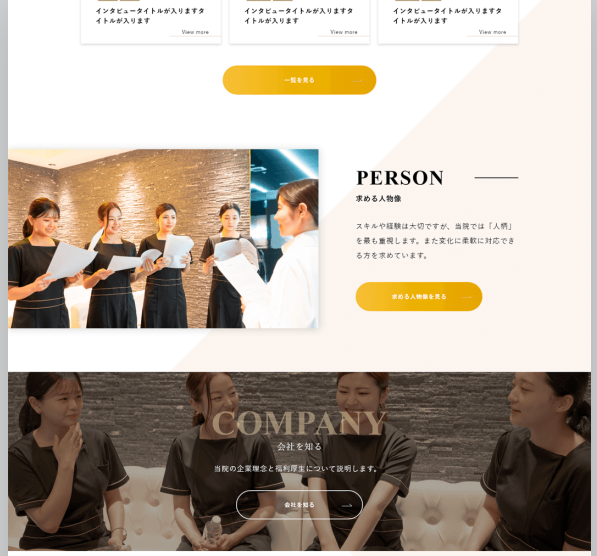 インタビュータイトルが入りますタ
イトルが入ります
View more
インタビュータイトルが入りますタ
イトルが入ります
View more
インタビュータイトルが入りますタ
イトルが入ります
View more
一覧を見る
PERSON
求める人物像
スキルや経験は大切ですが、当院では「人柄」
を最も重視します。また変化に柔軟に対応でき
る方を求めています。
求める人物像を見る
COMPANY
会社を知る
当院の企業理念と福利厚生について説明します。
会社を知る